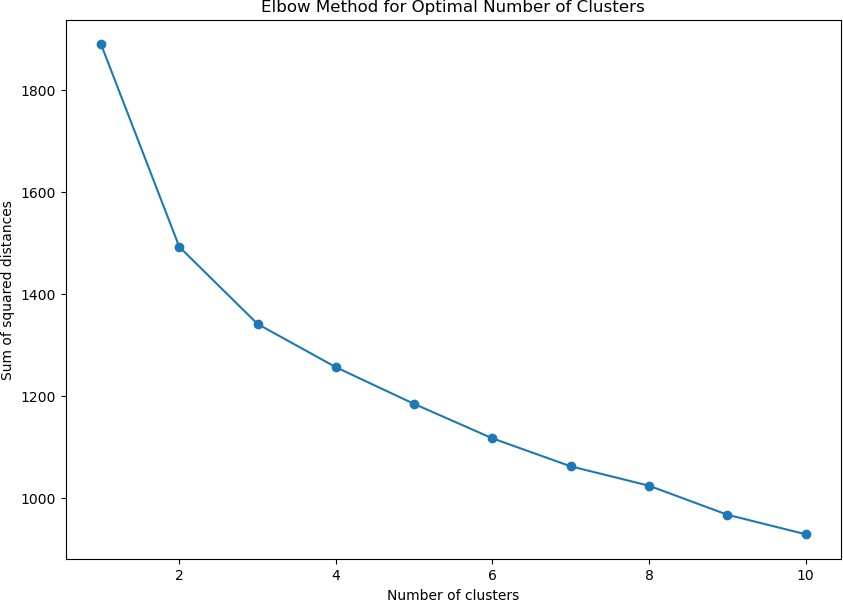 Elbow Method for Optimal Number of Clusters
1800
1600
1400
1200
1000
Sum of squared distances
2 4 6 8 10
Number of clusters